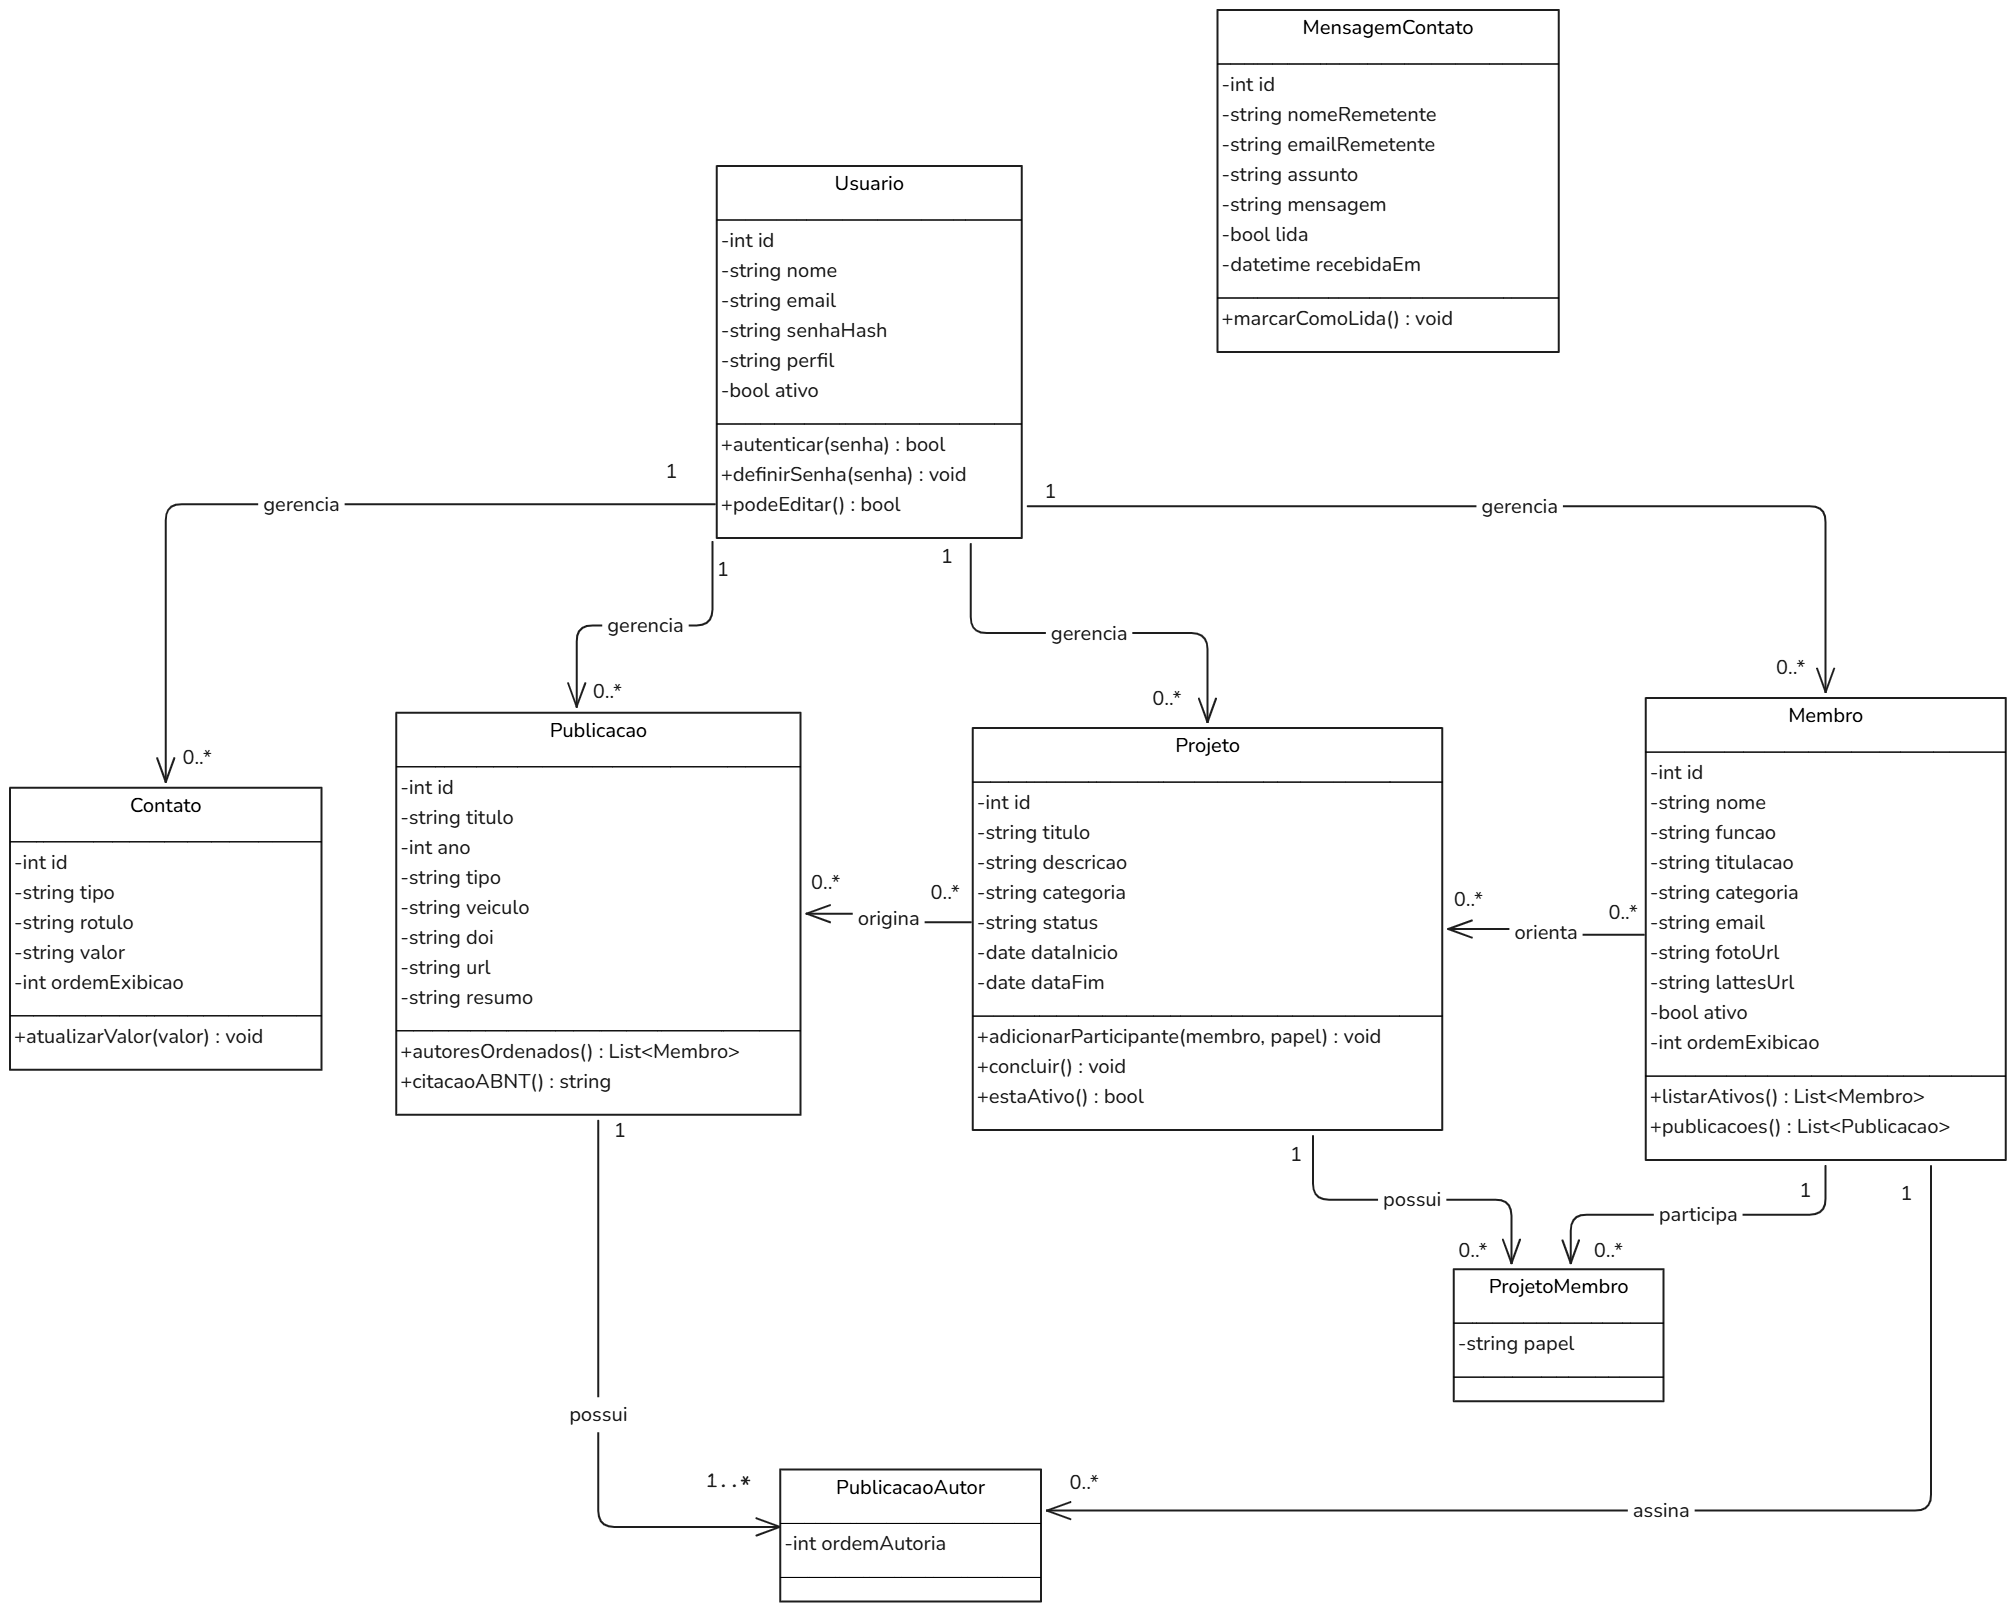 MensagemContato
-int id
-string nomeRemetente
-string emailRemetente
-string assunto
-string mensagem
-bool lida
-datetime recebidaEm
+marcarComoLida() : void
Usuario
-int id
-string nome
-string email
-string senhaHash
-string perfil
-bool ativo
+autenticar(senha) : bool
+definirSenha(senha) : void
+podeEditar() : bool
1
gerencia
0..*
1
gerencia
0..*
1
gerencia
0..*
1
gerencia
0..*
Contato
-int id
-string tipo
-string rotulo
-string valor
-int ordemExibicao
+atualizarValor(valor) : void
Publicacao
-int id
-string titulo
-int ano
-string tipo
-string veiculo
-string doi
-string url
-string resumo
+autoresOrdenados() : List<Membro>
+citacaoABNT() : string
0..*
origina
0..*
Projeto
-int id
-string titulo
-string descricao
-string categoria
-string status
-date dataInicio
-date dataFim
+adicionarParticipante(membro, papel) : void
+concluir() : void
+estaAtivo() : bool
0..*
orienta
0..*
Membro
-int id
-string nome
-string funcao
-string titulacao
-string categoria
-string email
-string fotoUrl
-string lattesUrl
-bool ativo
-int ordemExibicao
+listarAtivos() : List<Membro>
+publicacoes() : List<Publicacao>
1
possui
0..*
1
participa
0..*
ProjetoMembro
-string papel
1
possui
1..*
1
assina
0..*
PublicacaoAutor
-int ordemAutoria